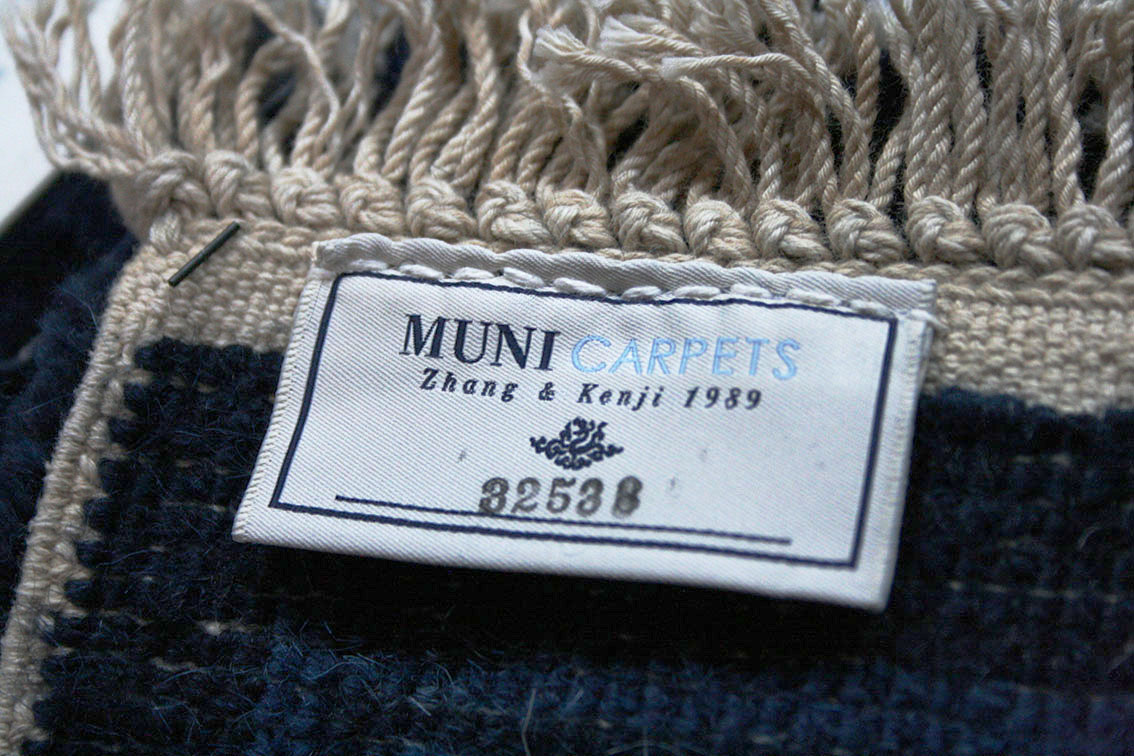 MUNI CARPETS
Zhang & Kenji 1989
32538